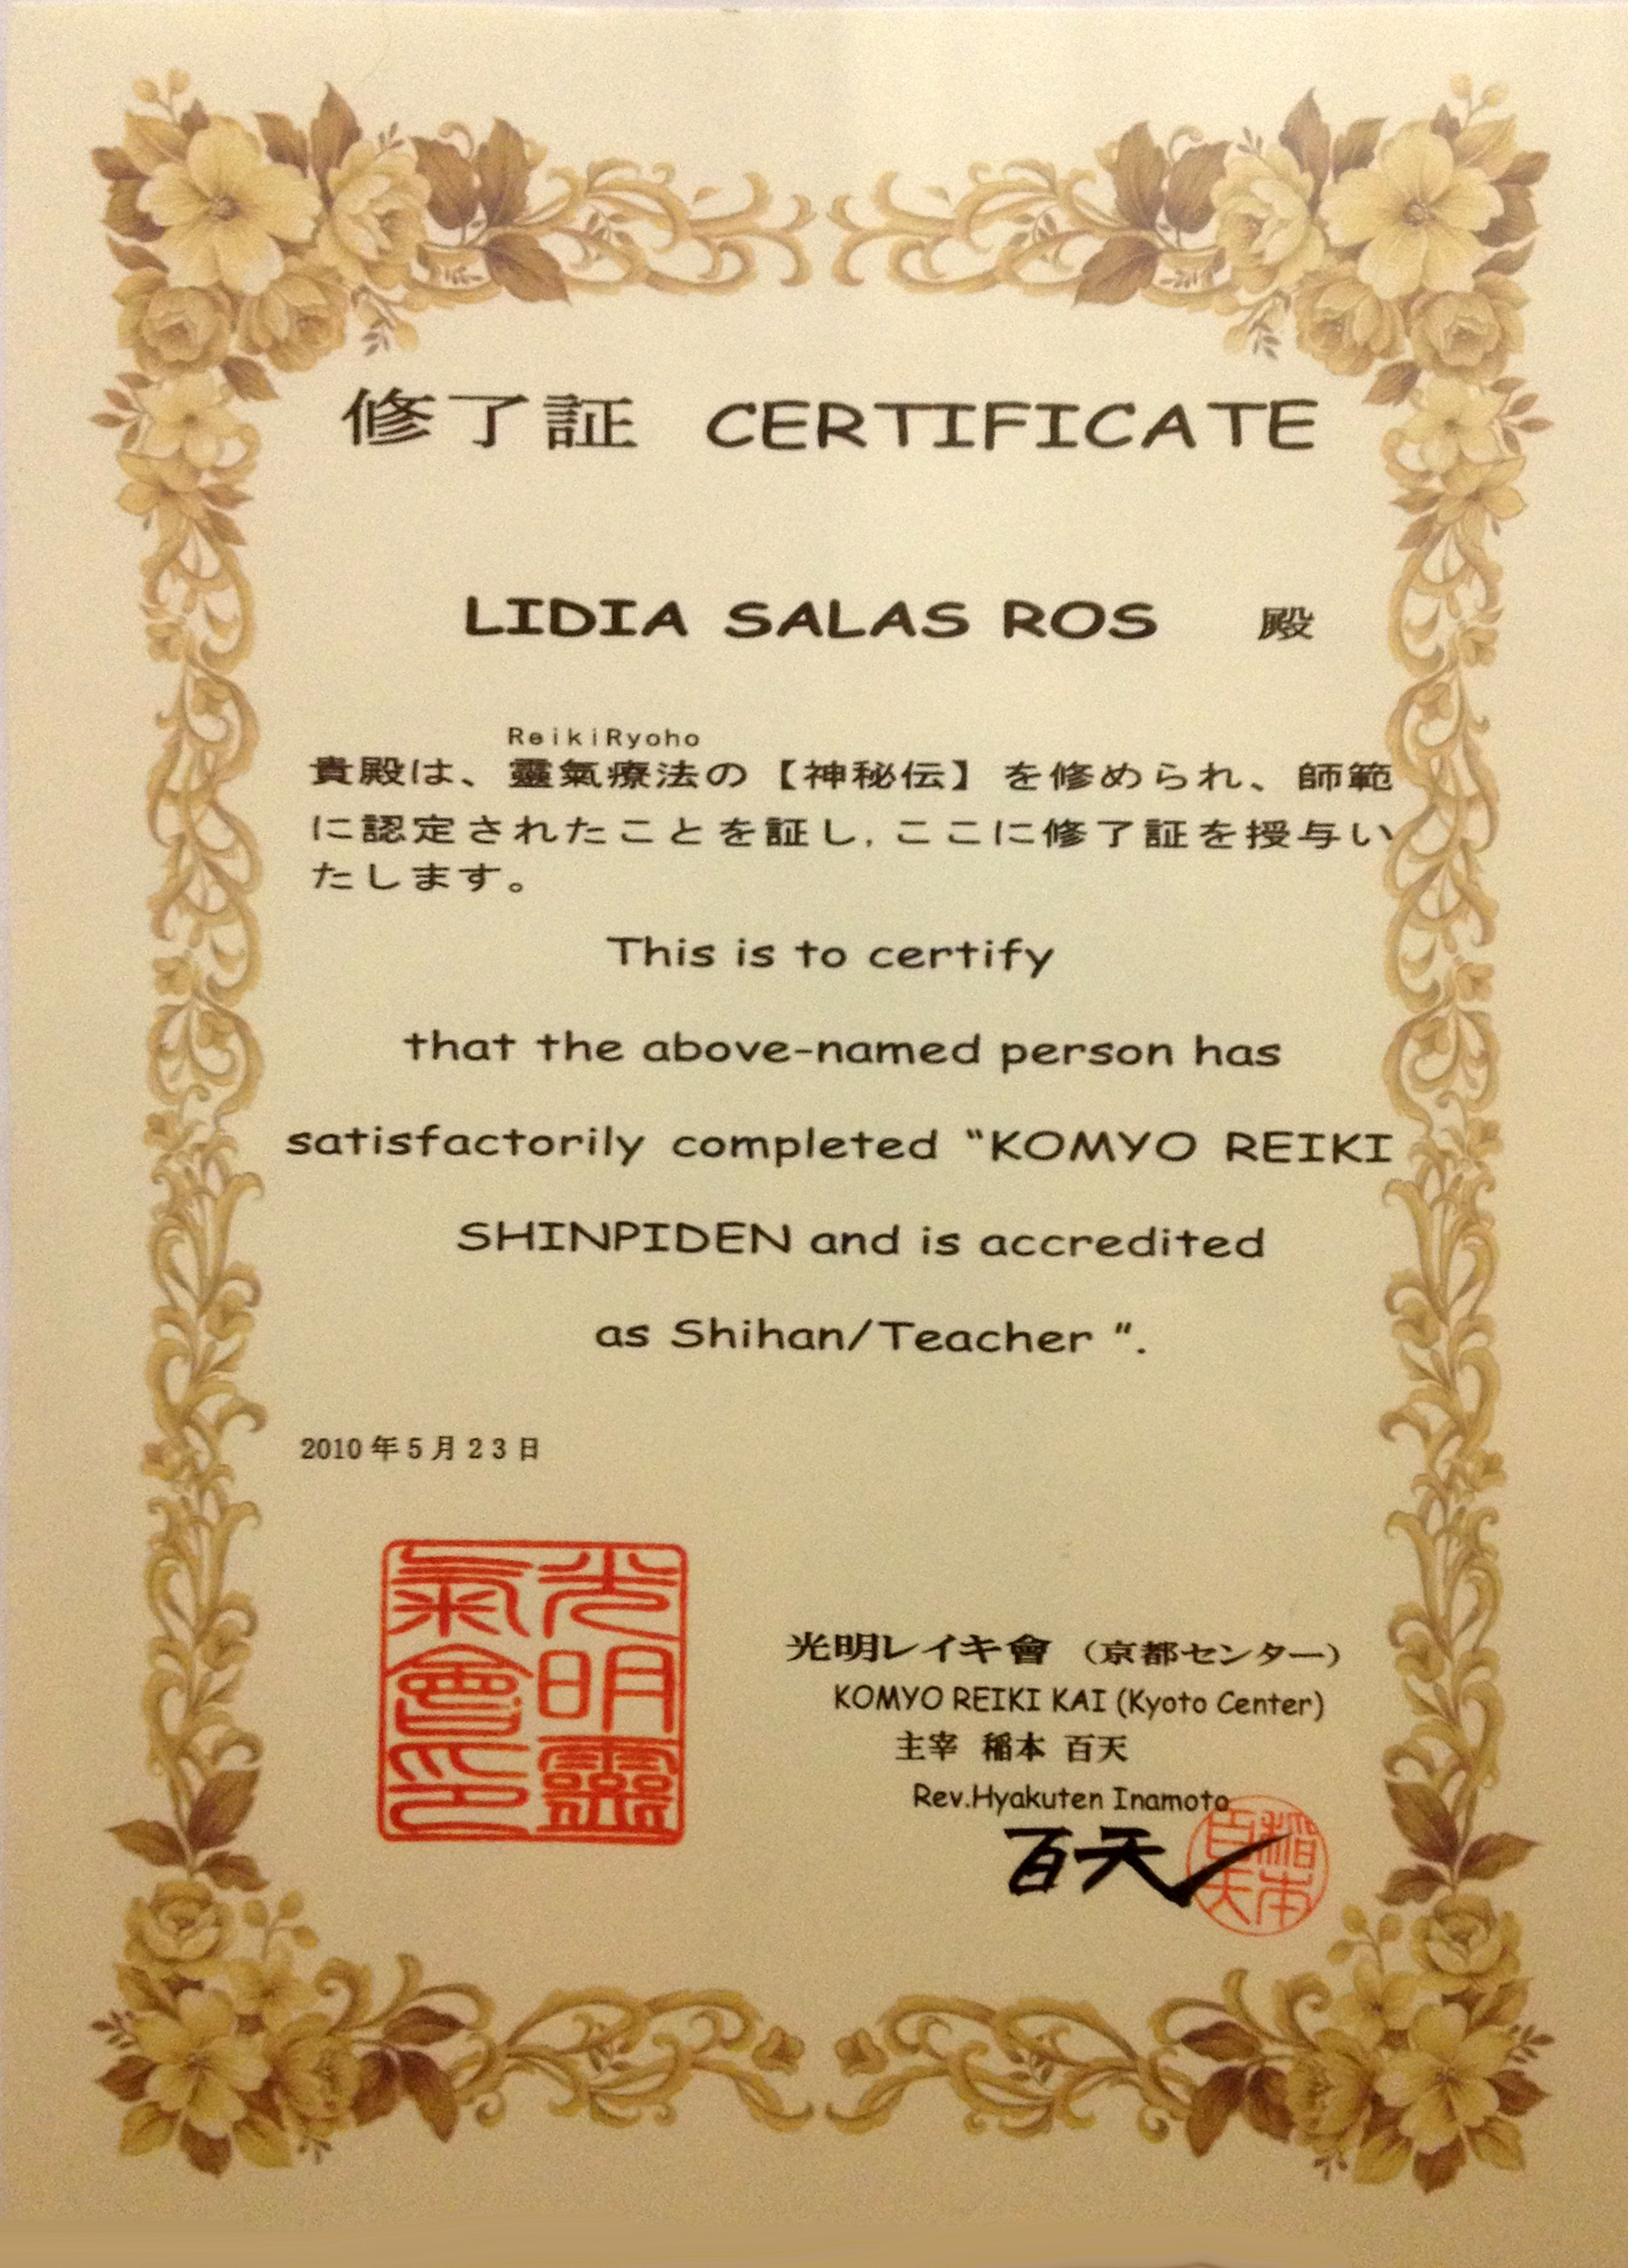 修了証 CERTIFICATE
LIDIA SALAS ROS 殿
ReikiRyoho
貴殿は、靈氣療法の【神秘伝】を修められ、師範
に認定されたことを証し,ここに修了証を授与い
たします。
This is to certify
that the above-named person has
satisfactorily completed “KOMYO REIKI
SHINPIDEN and is accredited
as Shihan/Teacher ”.
2010年5月23日
光明靈
氣會印
光明レイキ會（京都センター）
KOMYO REIKI KAI (Kyoto Center)
主宰 稲本 百天
Rev.Hyakuten Inamoto
百天
稲本
百天